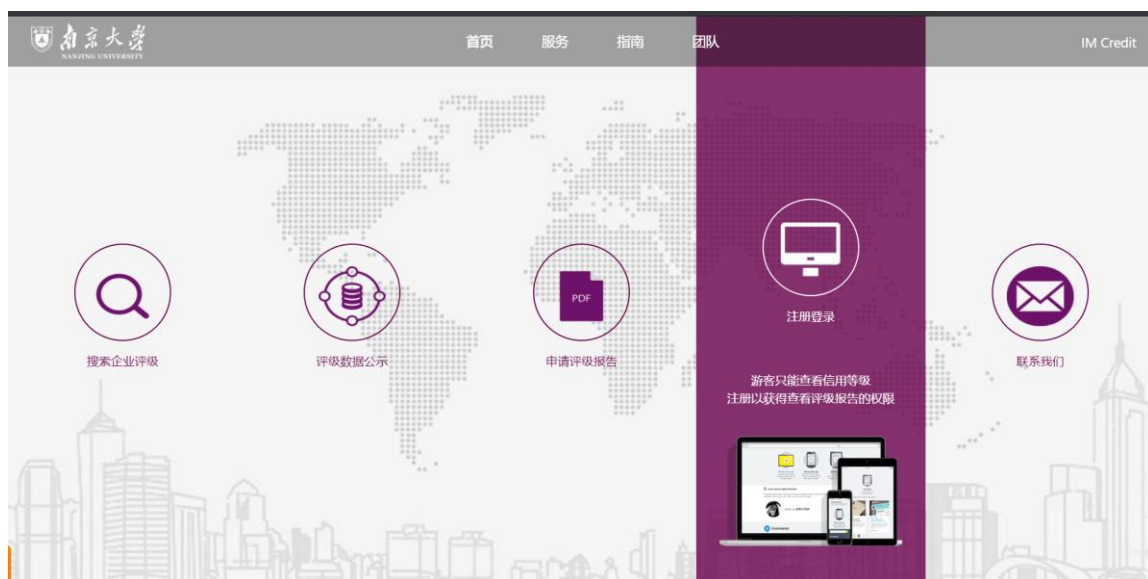 南京大学
NANJING UNIVERSITY
首页
服务
指南
团队
IM Credit
搜索企业评级
评级数据公示
PDF
申请评级报告
注册登录
游客只能查看信用等级
注册以获得查看评级报告的权限
联系我们